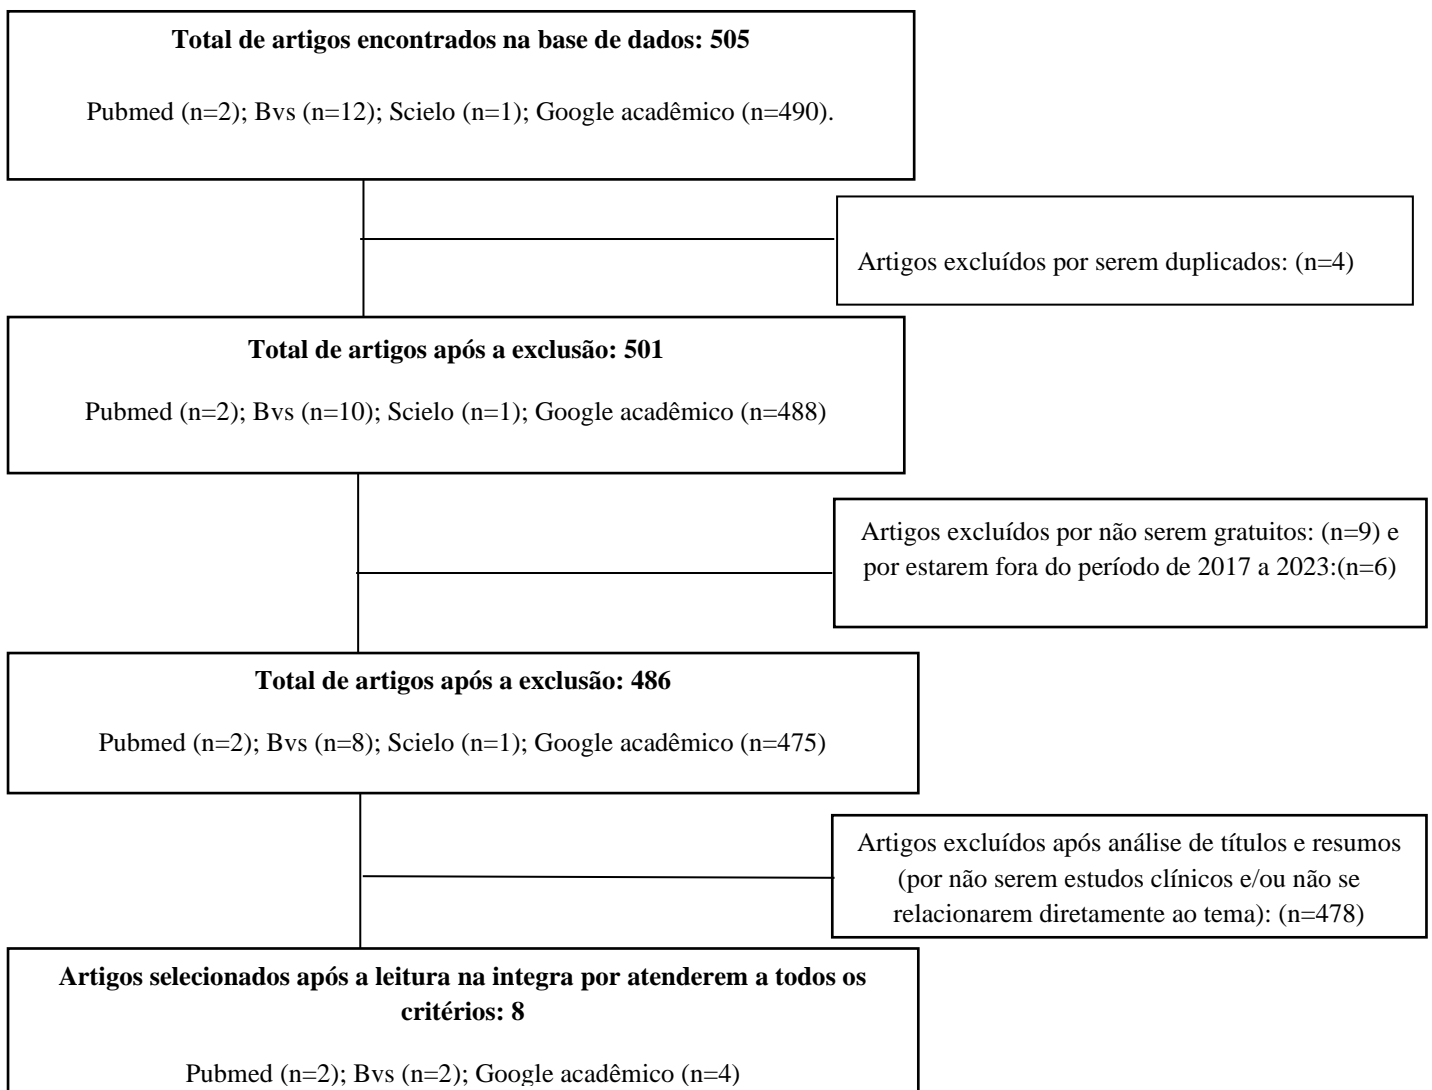 Total de artigos encontrados na base de dados: 505
Pubmed (n=2); Bvs (n=12); Scielo (n=1); Google acadêmico (n=490).
Artigos excluídos por serem duplicados: (n=4)
Total de artigos após a exclusão: 501
Pubmed (n=2); Bvs (n=10); Scielo (n=1); Google acadêmico (n=488)
Artigos excluídos por não serem gratuitos: (n=9) e
por estarem fora do período de 2017 a 2023:(n=6)
Total de artigos após a exclusão: 486
Pubmed (n=2); Bvs (n=8); Scielo (n=1); Google acadêmico (n=475)
Artigos excluídos após análise de títulos e resumos
(por não serem estudos clínicos e/ou não se
relacionarem diretamente ao tema): (n=478)
Artigos selecionados após a leitura na integra por atenderem a todos os
critérios: 8
Pubmed (n=2); Bvs (n=2); Google acadêmico (n=4)